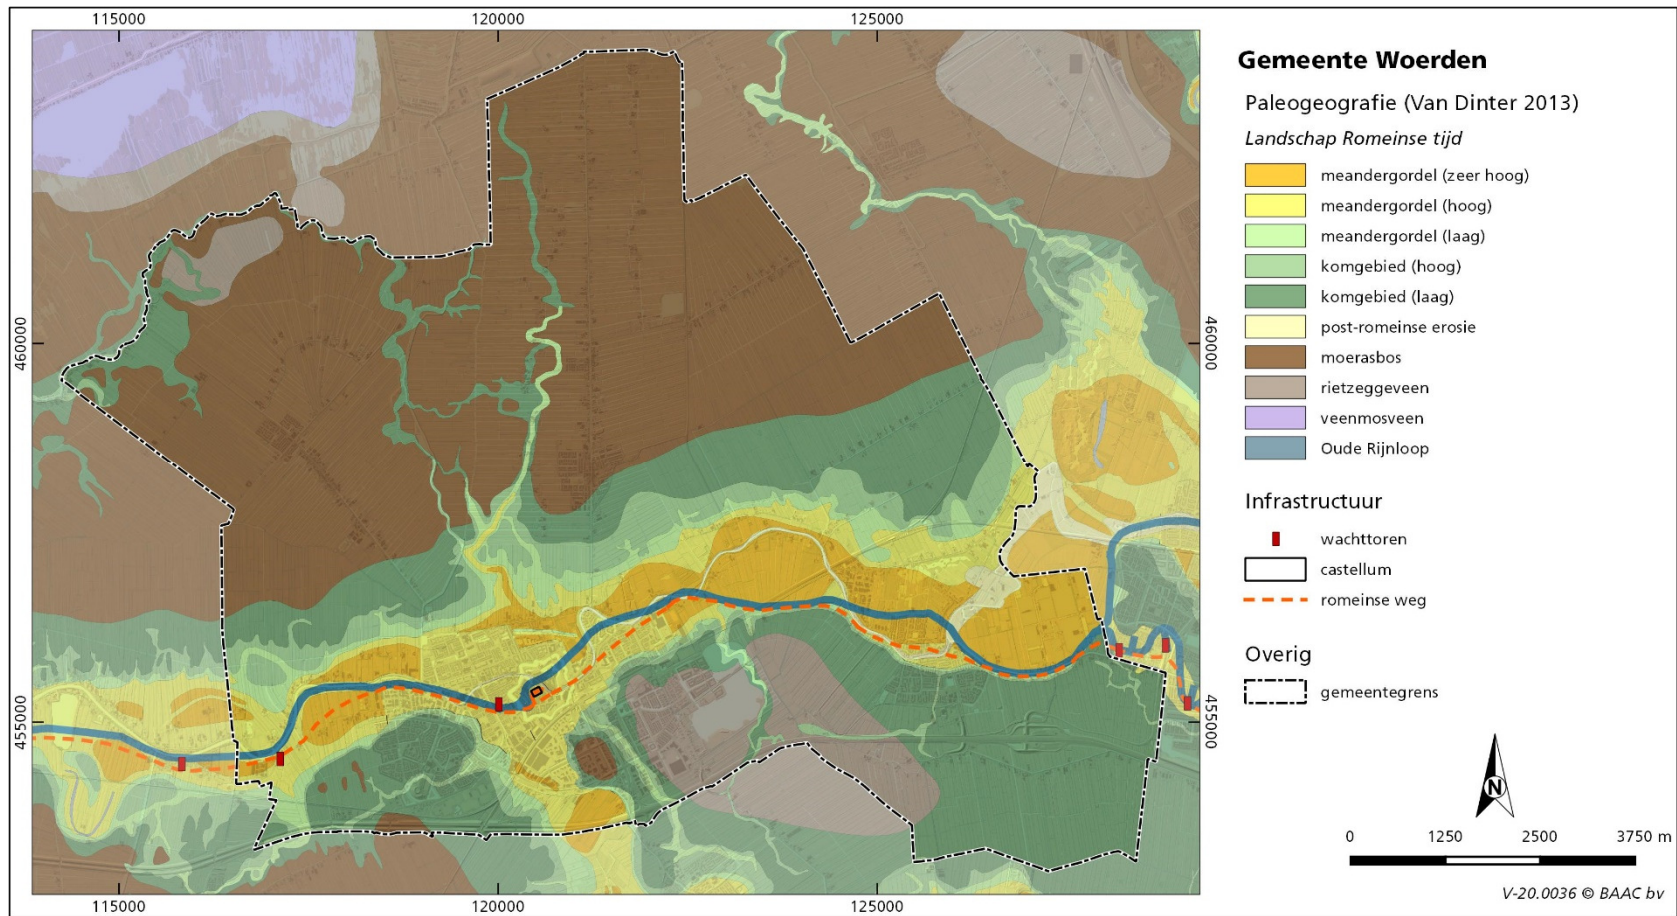 115000
120000
125000
460000
455000
460000
455000
115000
120000
125000
Gemeente Woerden
Paleogeografie (Van Dinter 2013)
Landschap Romeinse tijd
meandergordel (zeer hoog)
meandergordel (hoog)
meandergordel (laag)
komgebied (hoog)
komgebied (laag)
post-romeinse erosie
moerasbos
rietzeggeveen
veenmosveen
Oude Rijnloop
Infrastructuur
wachttoren
castellum
romeinse weg
Overig
gemeentegrens
N
0 1250 2500 3750 m
V-20.0036 © BAAC bv